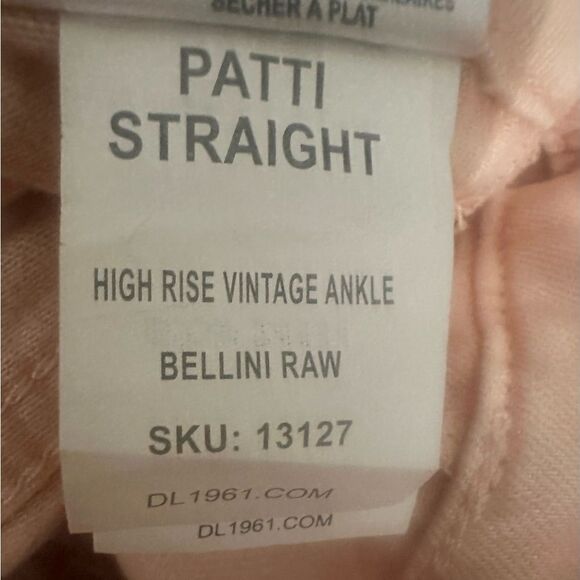 SECHER A PLAT
PATTI
STRAIGHT
HIGH RISE VINTAGE ANKLE
BELLINI RAW
SKU: 13127
DL1961.COM
DL1961.COM